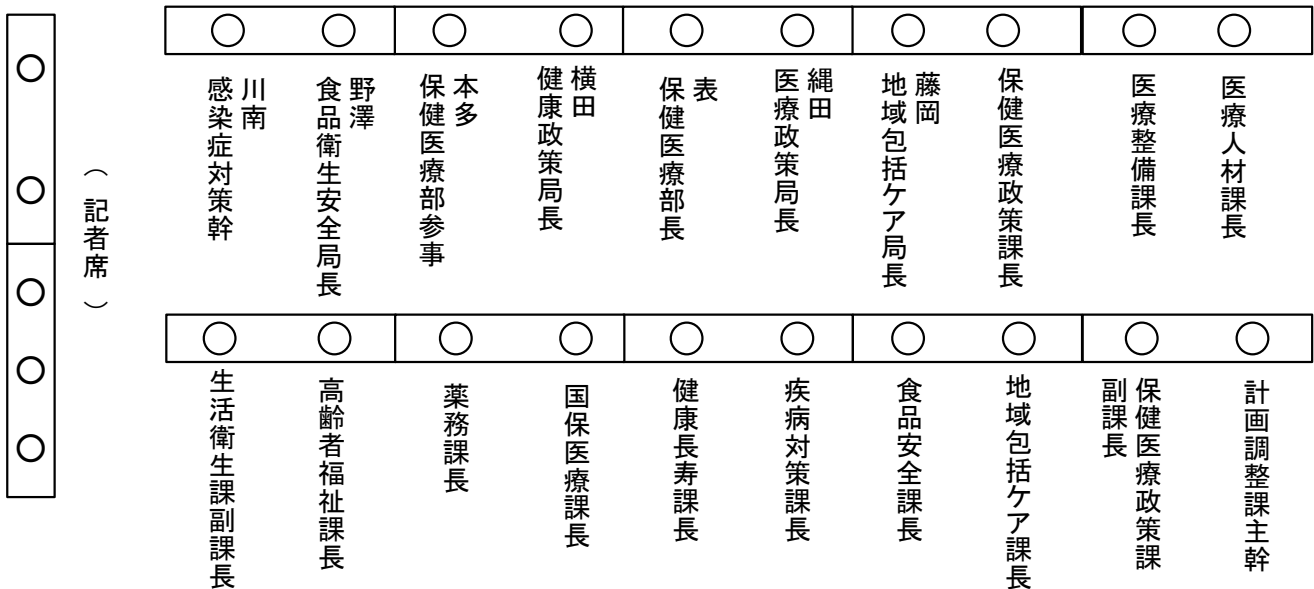 医療人材課長
医療整備課長
保健医療政策課長
藤岡
地域包括ケア局長
縄田
医療政策局長
表
保健医療部長
横田
健康政策局長
本多
保健医療部参事
野澤
食品衛生安全局長
川南
感染症対策幹
（記者席）
計画調整課主幹
保健医療政策課
副課長
地域包括ケア課長
食品安全課長
疾病対策課長
健康長寿課長
国保医療課長
薬務課長
高齢者福祉課長
生活衛生課副課長